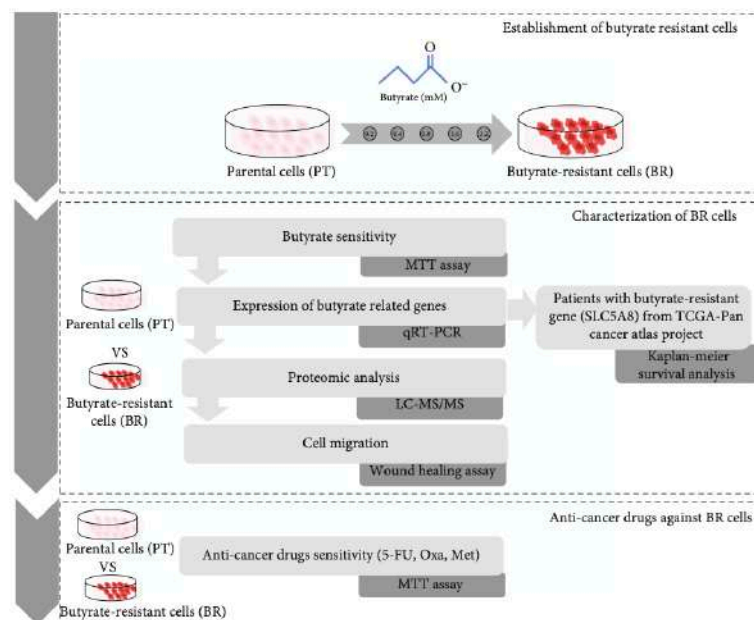 Establishment of butyrate resistant cells
O
O⁻
Butyrate (mM)
Parental cells (PT)
Butyrate-resistant cells (BR)
Characterization of BR cells
Butyrate sensitivity
MTT assay
Parental cells (PT)
VS
Butyrate-resistant
cells (BR)
Expression of butyrate related genes
qRT-PCR
Patients with butyrate-resistant
gene (SLC5A8) from TCGA-Pan
cancer atlas project
Kaplan-meier
survival analysis
Proteomic analysis
LC-MS/MS
Cell migration
Wound healing assay
Anti-cancer drugs against BR cells
Parental cells (PT)
VS
Butyrate-resistant cells (BR)
Anti-cancer drugs sensitivity (5-FU, Oxa, Met)
MTT assay